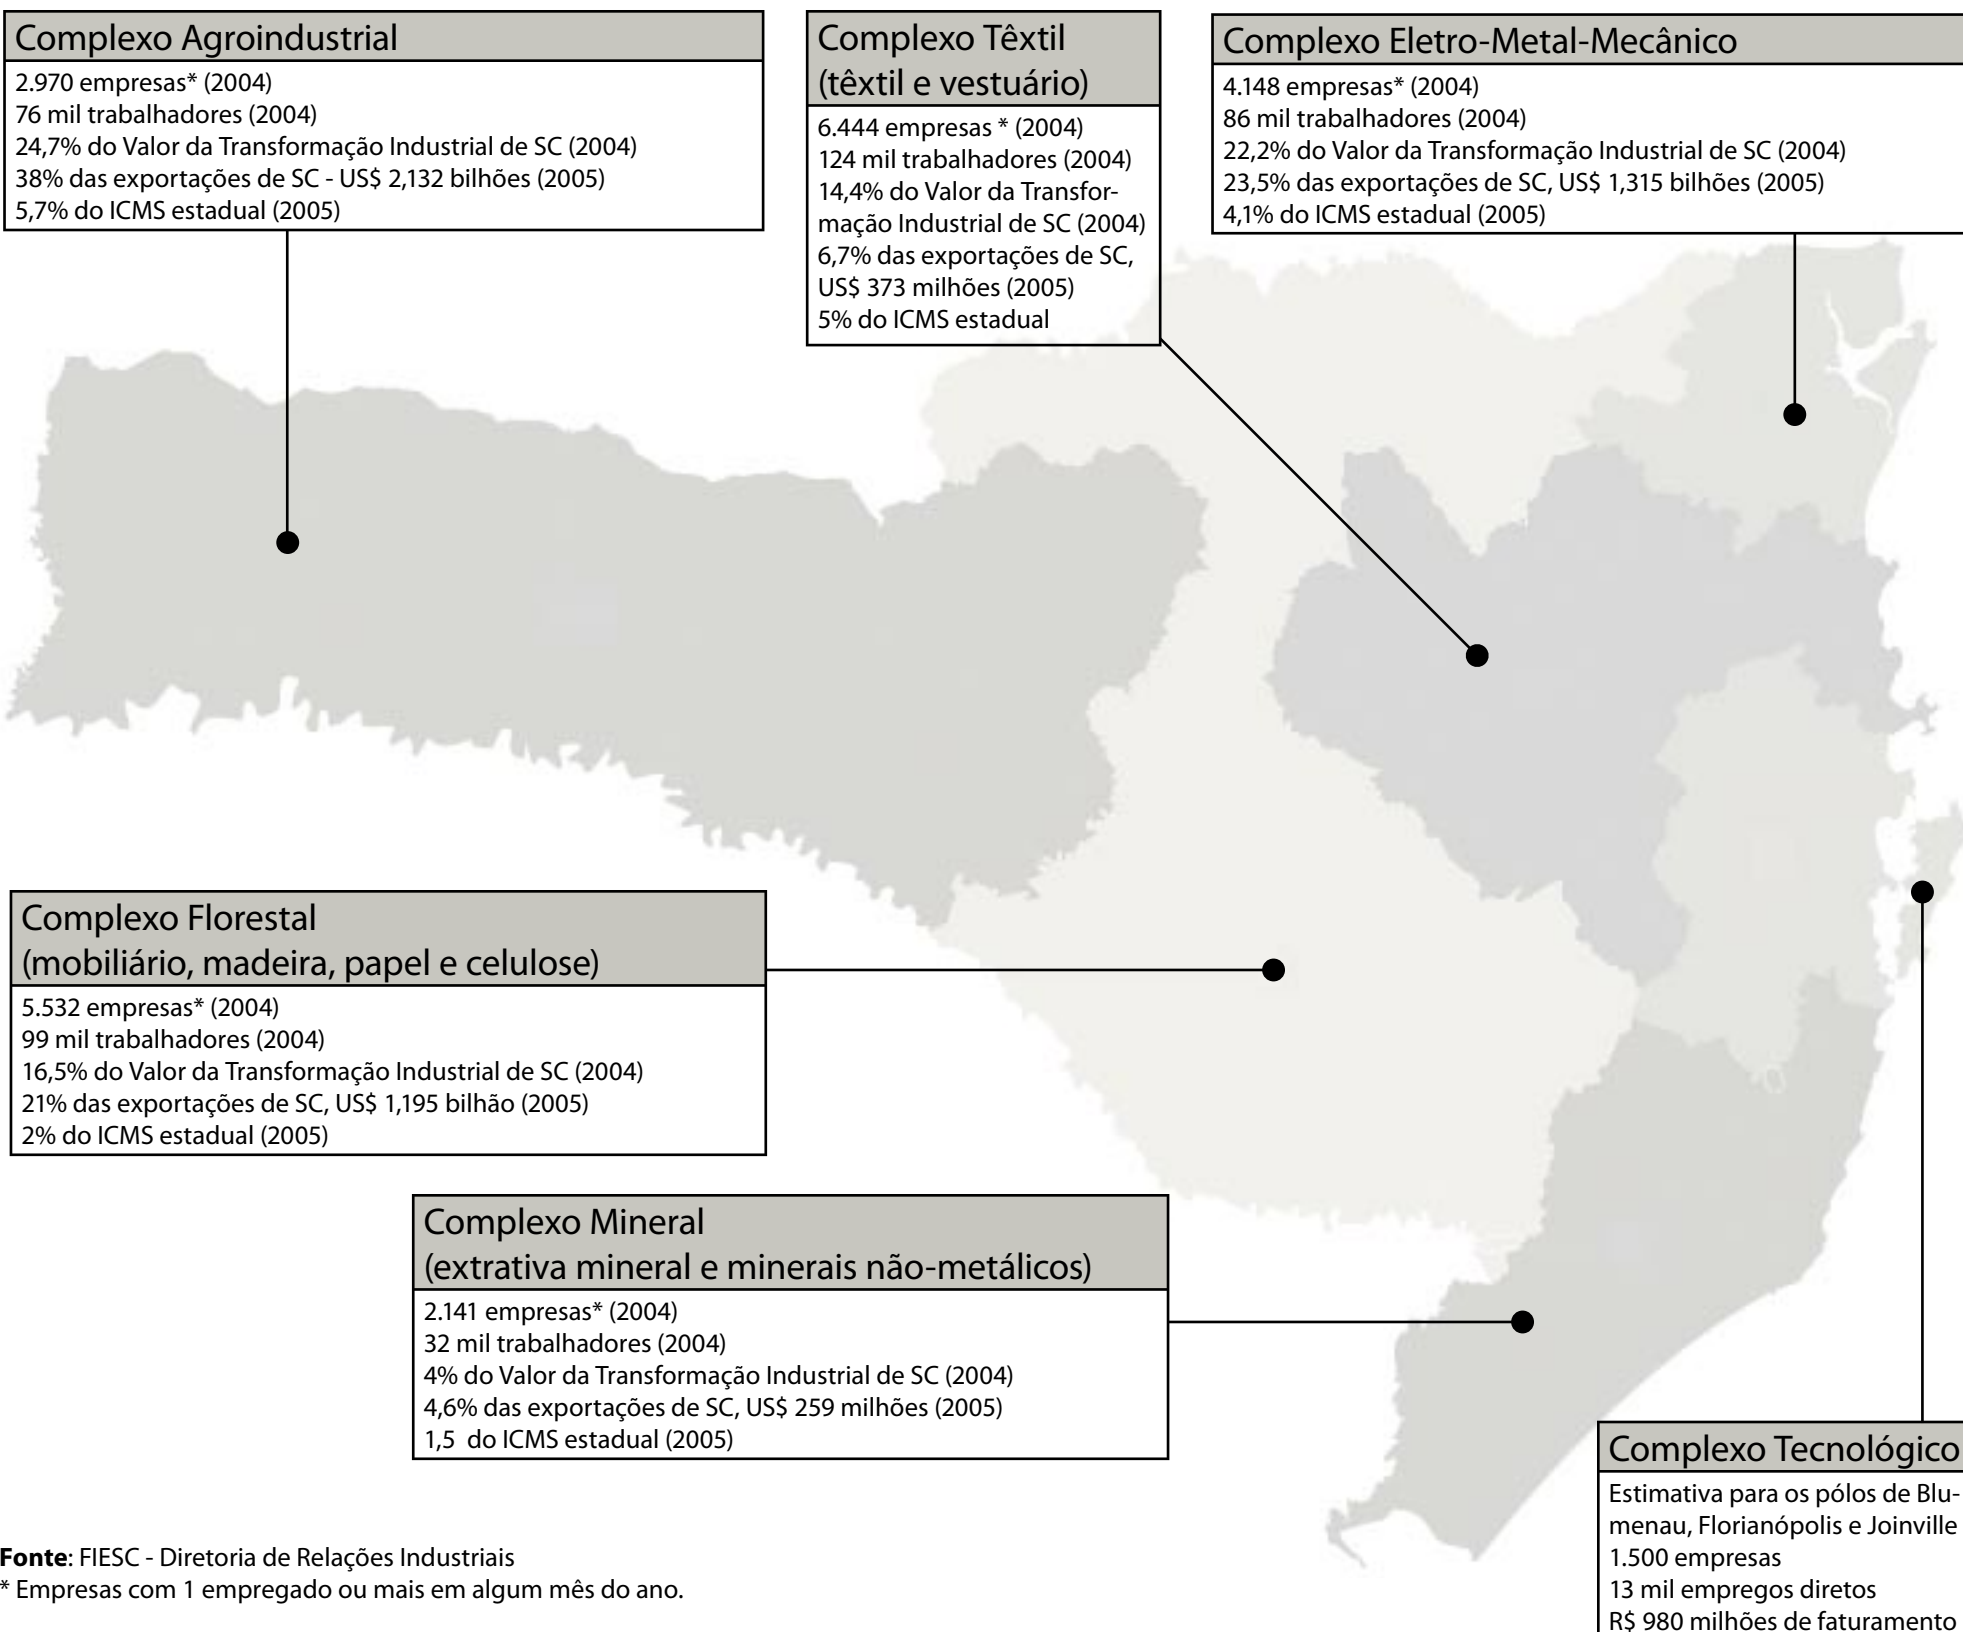 Complexo Agroindustrial
2.970 empresas* (2004)
76 mil trabalhadores (2004)
24,7% do Valor da Transformação Industrial de SC (2004)
38% das exportações de SC - US$ 2,132 bilhões (2005)
5,7% do ICMS estadual (2005)
Complexo Têxtil
(têxtil e vestuário)
6.444 empresas * (2004)
124 mil trabalhadores (2004)
14,4% do Valor da Transfor-
mação Industrial de SC (2004)
6,7% das exportações de SC,
US$ 373 milhões (2005)
5% do ICMS estadual
Complexo Eletro-Metal-Mecânico
4.148 empresas* (2004)
86 mil trabalhadores (2004)
22,2% do Valor da Transformação Industrial de SC (2004)
23,5% das exportações de SC, US$ 1,315 bilhões (2005)
4,1% do ICMS estadual (2005)
Complexo Florestal
(mobiliário, madeira, papel e celulose)
5.532 empresas* (2004)
99 mil trabalhadores (2004)
16,5% do Valor da Transformação Industrial de SC (2004)
21% das exportações de SC, US$ 1,195 bilhão (2005)
2% do ICMS estadual (2005)
Complexo Mineral
(extrativa mineral e minerais não-metálicos)
2.141 empresas* (2004)
32 mil trabalhadores (2004)
4% do Valor da Transformação Industrial de SC (2004)
4,6% das exportações de SC, US$ 259 milhões (2005)
1,5  do ICMS estadual (2005)
Complexo Tecnológico
Estimativa para os pólos de Blu-
menau, Florianópolis e Joinville
1.500 empresas
13 mil empregos diretos
R$ 980 milhões de faturamento
Fonte: FIESC - Diretoria de Relações Industriais
* Empresas com 1 empregado ou mais em algum mês do ano.